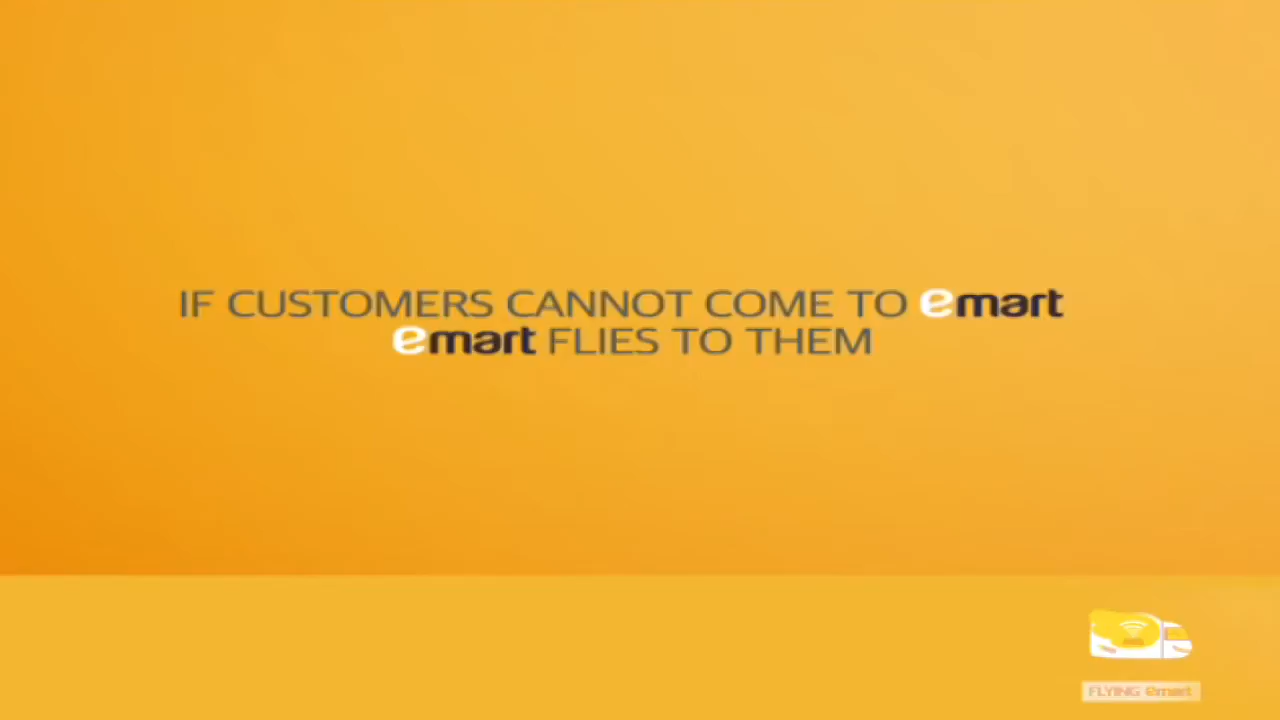 IF CUSTOMERS CANNOT COME TO emart
emart FLIES TO THEM
FLYING emart